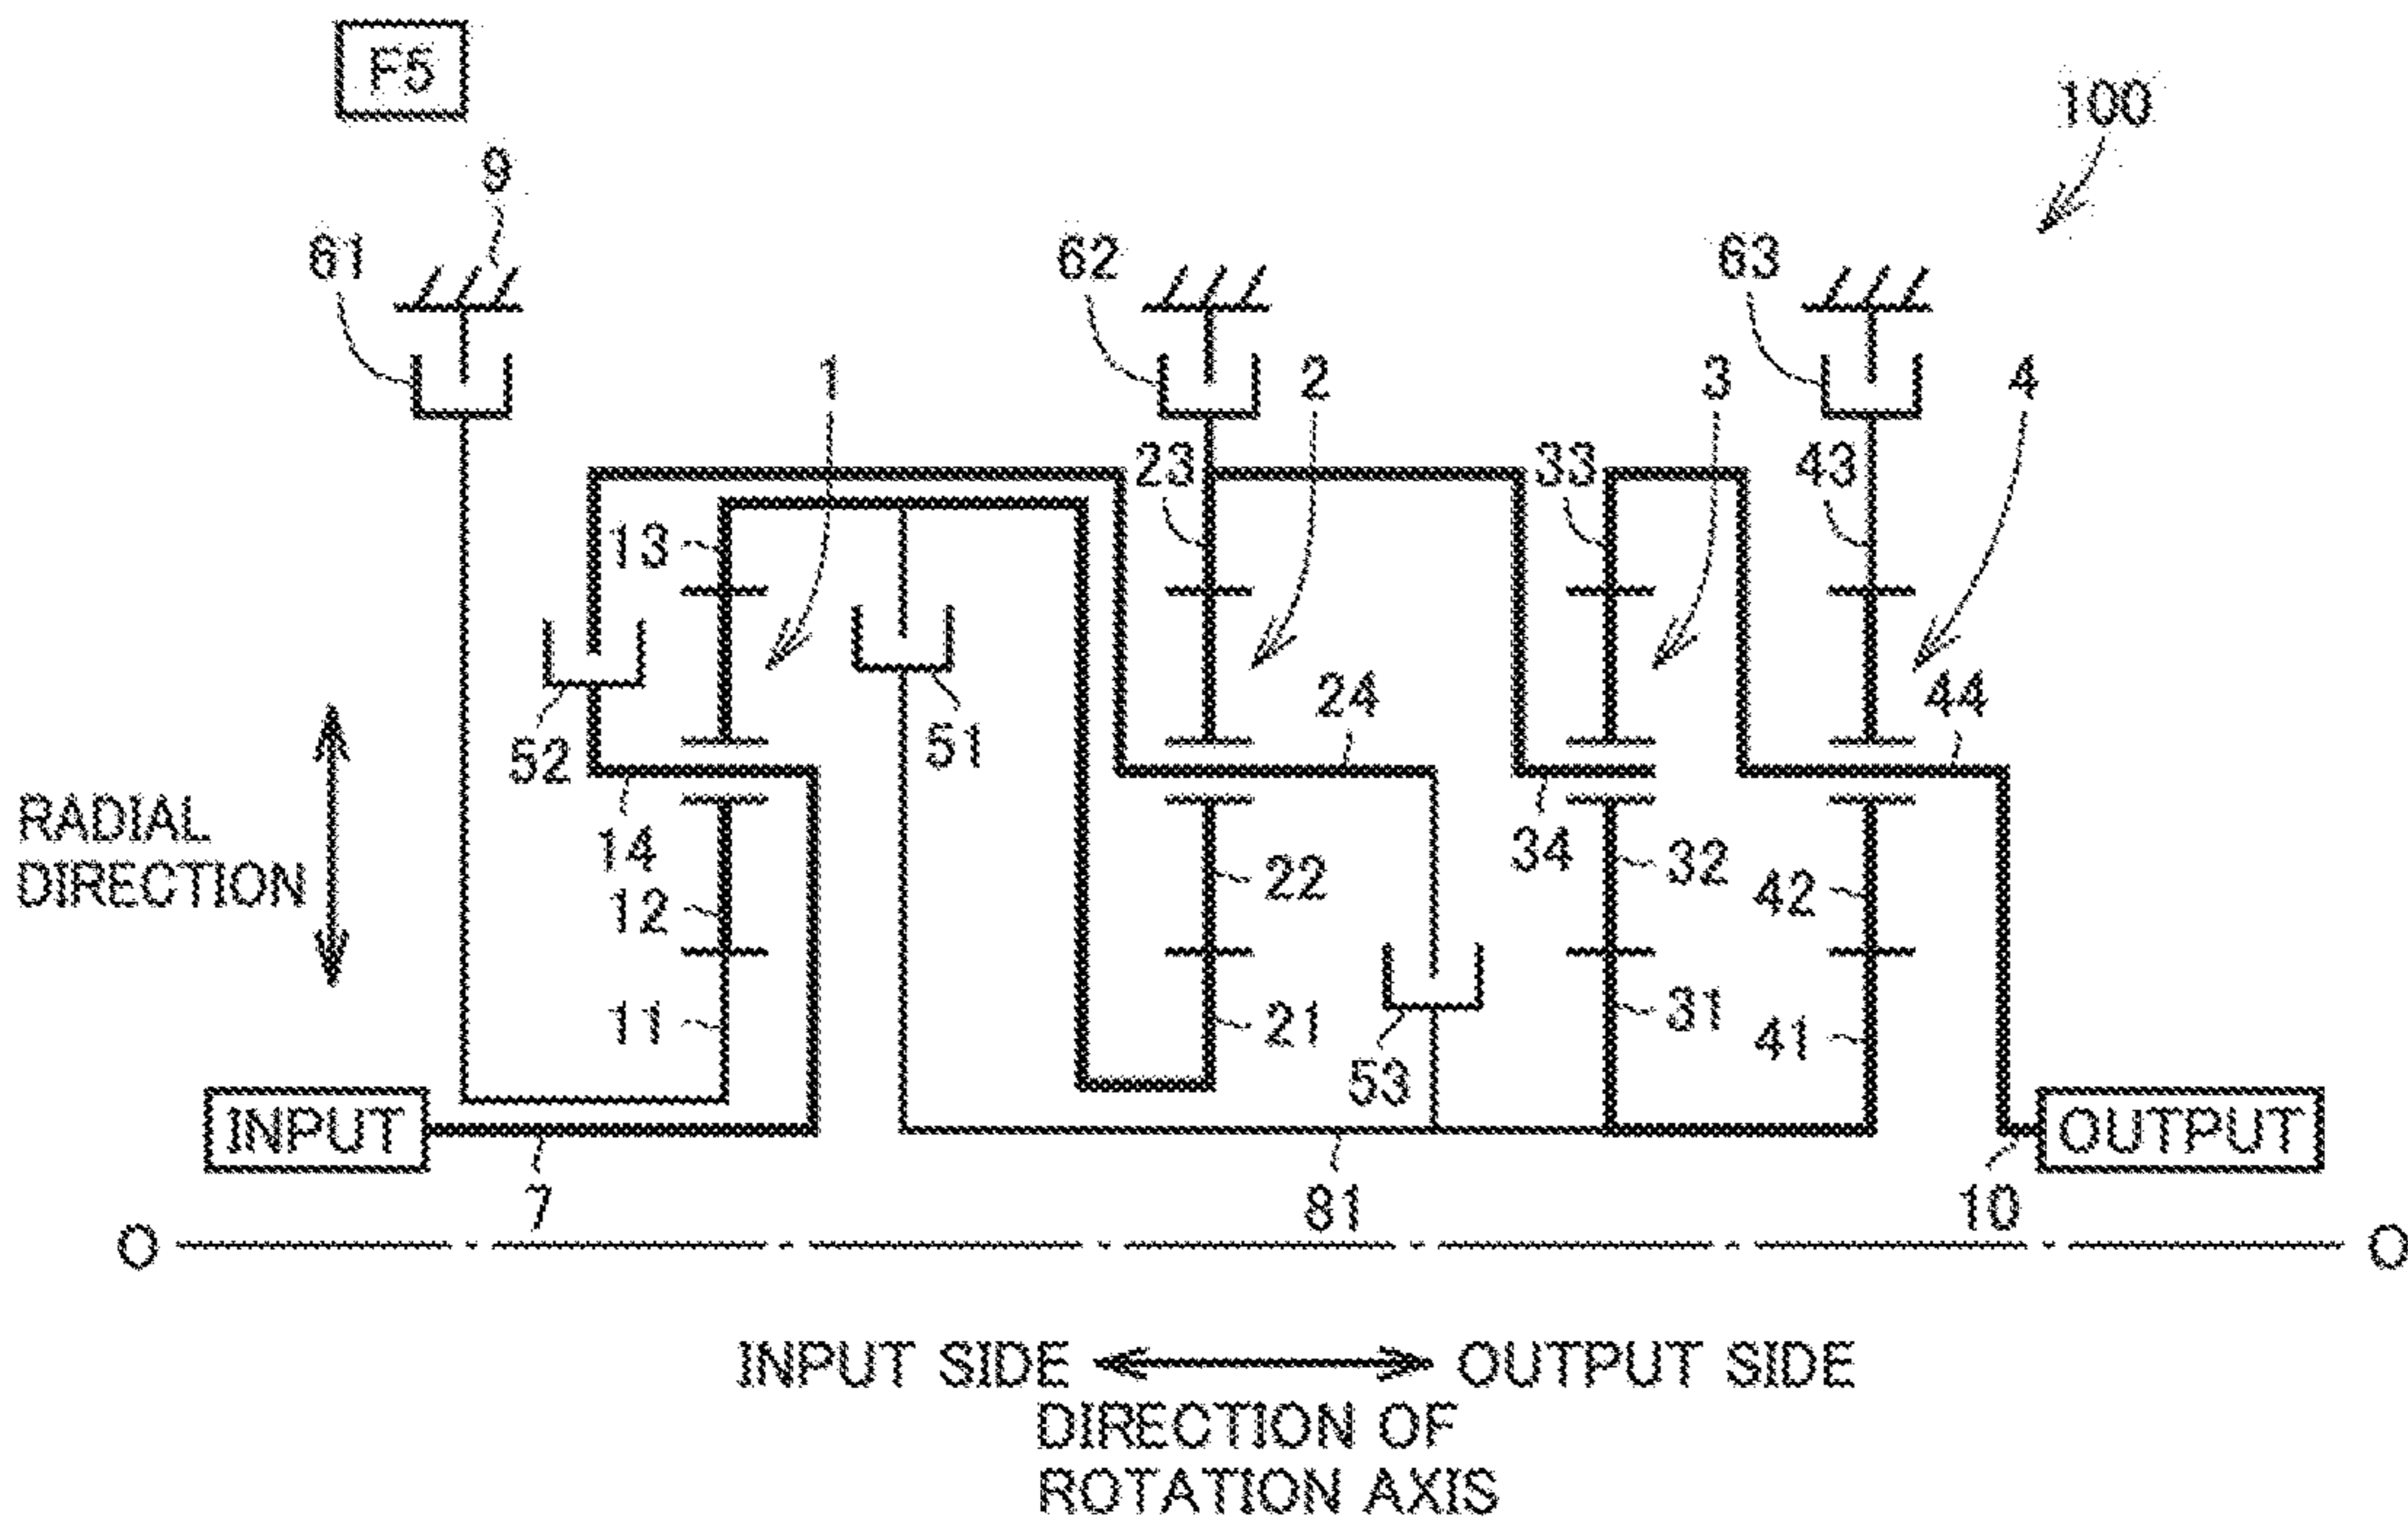 F5
100
9
61
62
63
1
2
3
4
23
33
43
13
24
44
52
51
14
34
32
22
42
12
11
21
31
41
53
RADIAL
DIRECTION
INPUT
OUTPUT
7
81
10
O
O
INPUT SIDE
OUTPUT SIDE
DIRECTION OF
ROTATION AXIS